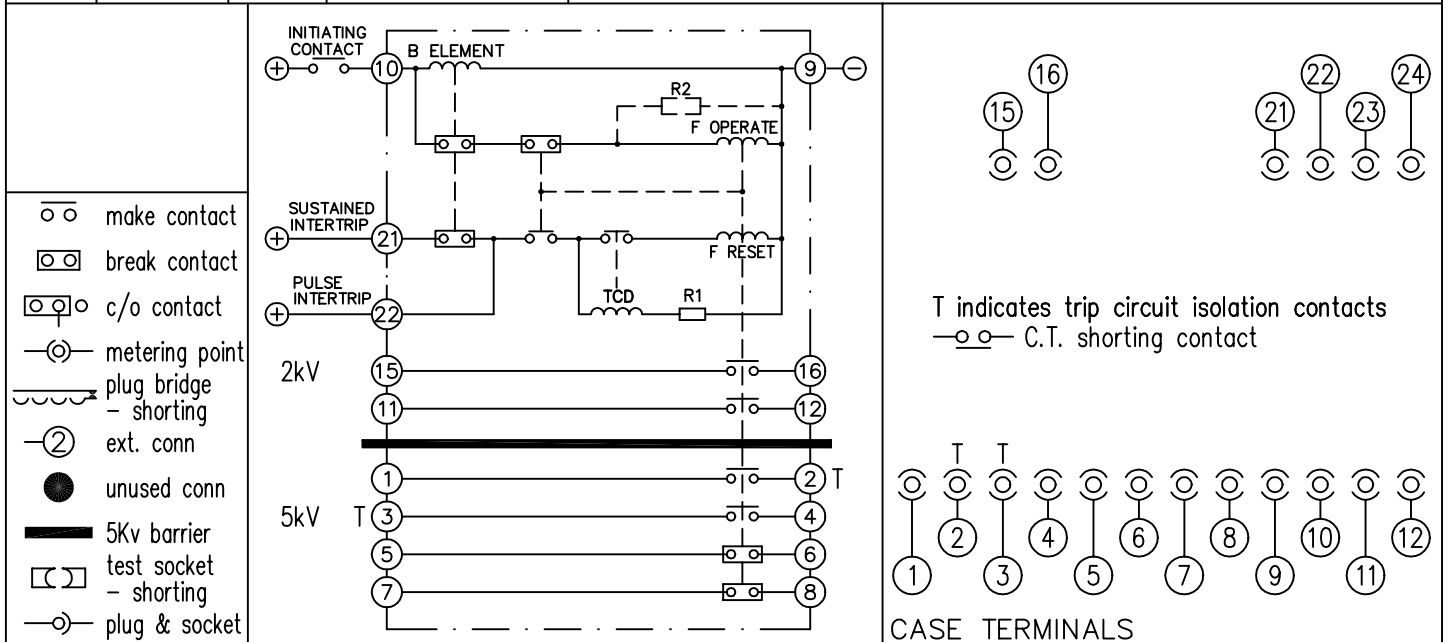 make contact
break contact
c/o contact
metering point
plug bridge
– shorting
2
ext. conn
unused conn
5Kv barrier
test socket
– shorting
plug & socket
INITIATING
CONTACT
+
10
B ELEMENT
9
–
R2
F OPERATE
SUSTAINED
INTERTRIP
+
21
F RESET
PULSE
INTERTRIP
+
22
TCD
R1
2kV
15
16
11
12
1
2 T
5kV
T 3
4
5
6
7
8
15
16
21
22
23
24
T indicates trip circuit isolation contacts
C.T. shorting contact
T
T
1
2
3
4
5
6
7
8
9
10
11
12
CASE TERMINALS